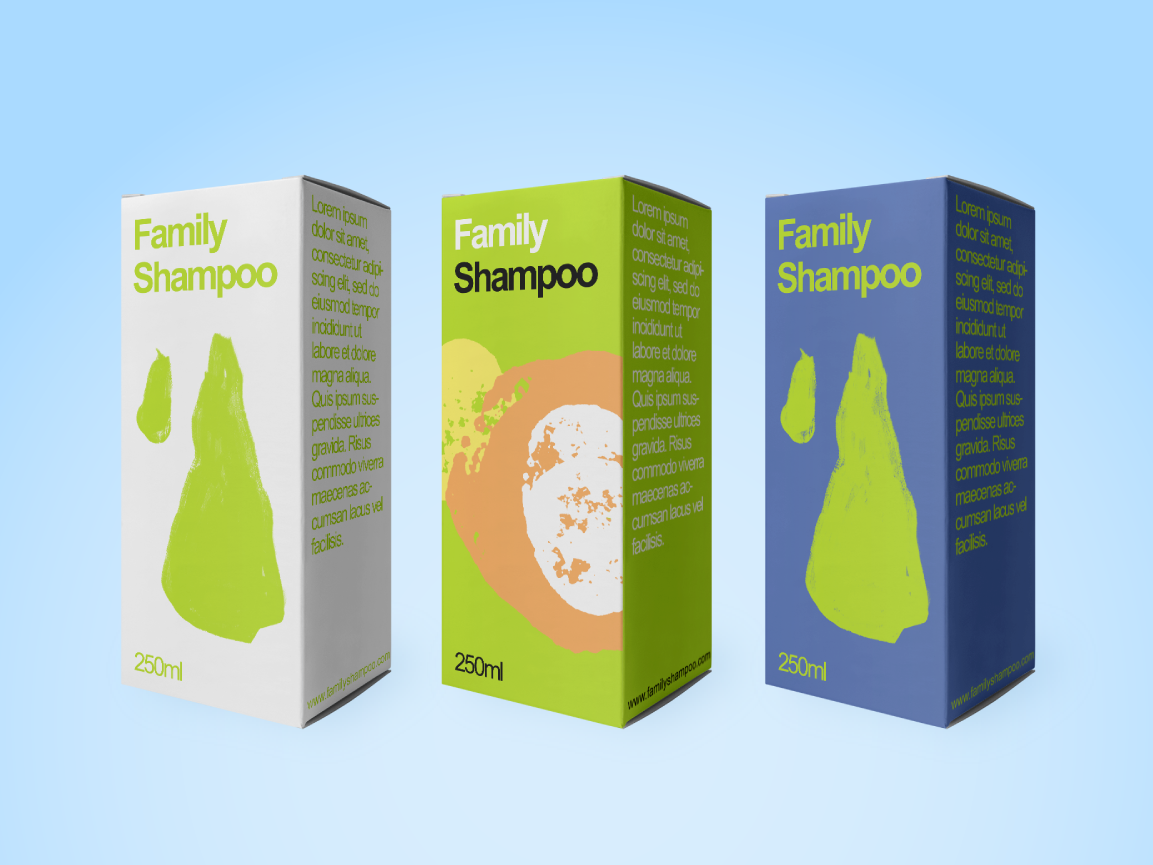 Family
Shampoo
250ml
Lorem ipsum
dolor sit amet,
consectetur adipi-
scing elit, sed do
eiusmod tempor
incididunt ut
labore et dolore
magna aliqua.
Quis ipsum sus-
pendisse ultrices
gravida. Risus
commodo viverra
maecenas ac-
cumsan lacus vel
facilisis.
www.familyshampoo.com
Family
Shampoo
250ml
Lorem ipsum
dolor sit amet,
consectetur adipi-
scing elit, sed do
eiusmod tempor
incididunt ut
labore et dolore
magna aliqua.
Quis ipsum sus-
pendisse ultrices
gravida. Risus
commodo viverra
maecenas ac-
cumsan lacus vel
facilisis.
www.familyshampoo.com
Family
Shampoo
250ml
Lorem ipsum
dolor sit amet,
consectetur adipi-
scing elit, sed do
eiusmod tempor
incididunt ut
labore et dolore
magna aliqua.
Quis ipsum sus-
pendisse ultrices
gravida. Risus
commodo viverra
maecenas ac-
cumsan lacus vel
facilisis.
www.familyshampoo.com